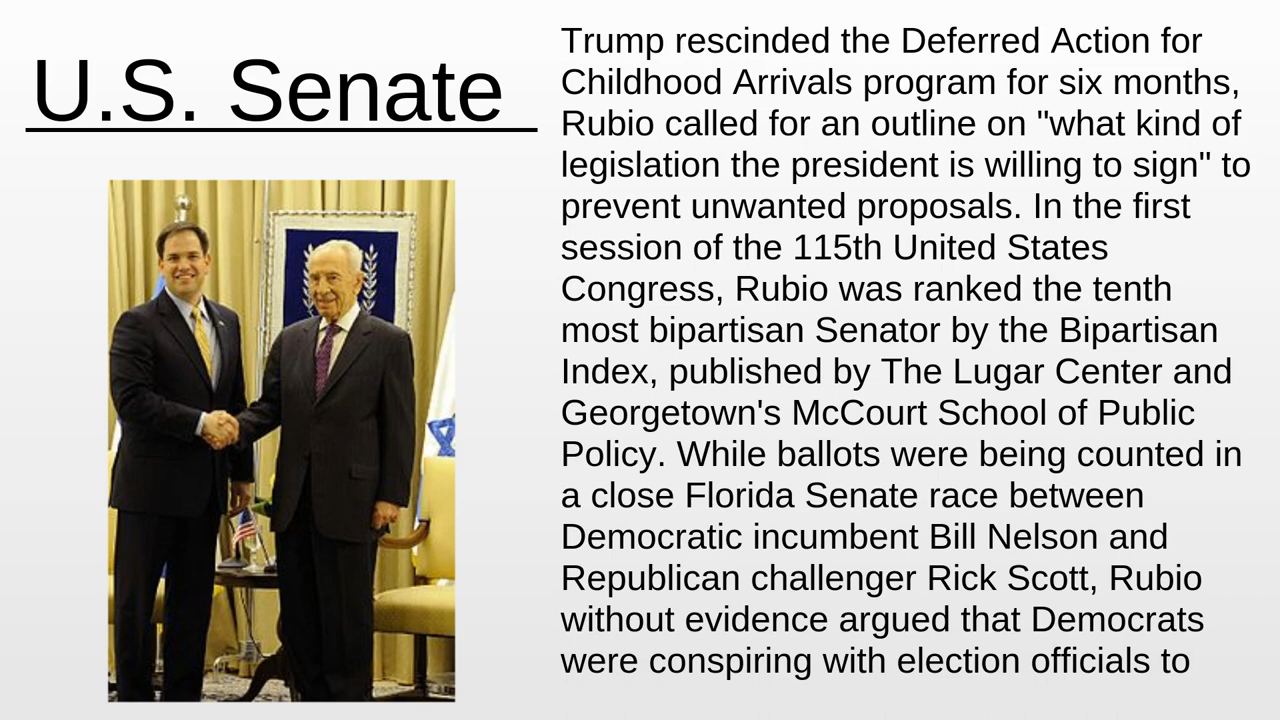 U.S. Senate
Trump rescinded the Deferred Action for
Childhood Arrivals program for six months,
Rubio called for an outline on "what kind of
legislation the president is willing to sign" to
prevent unwanted proposals. In the first
session of the 115th United States
Congress, Rubio was ranked the tenth
most bipartisan Senator by the Bipartisan
Index, published by The Lugar Center and
Georgetown's McCourt School of Public
Policy. While ballots were being counted in
a close Florida Senate race between
Democratic incumbent Bill Nelson and
Republican challenger Rick Scott, Rubio
without evidence argued that Democrats
were conspiring with election officials to